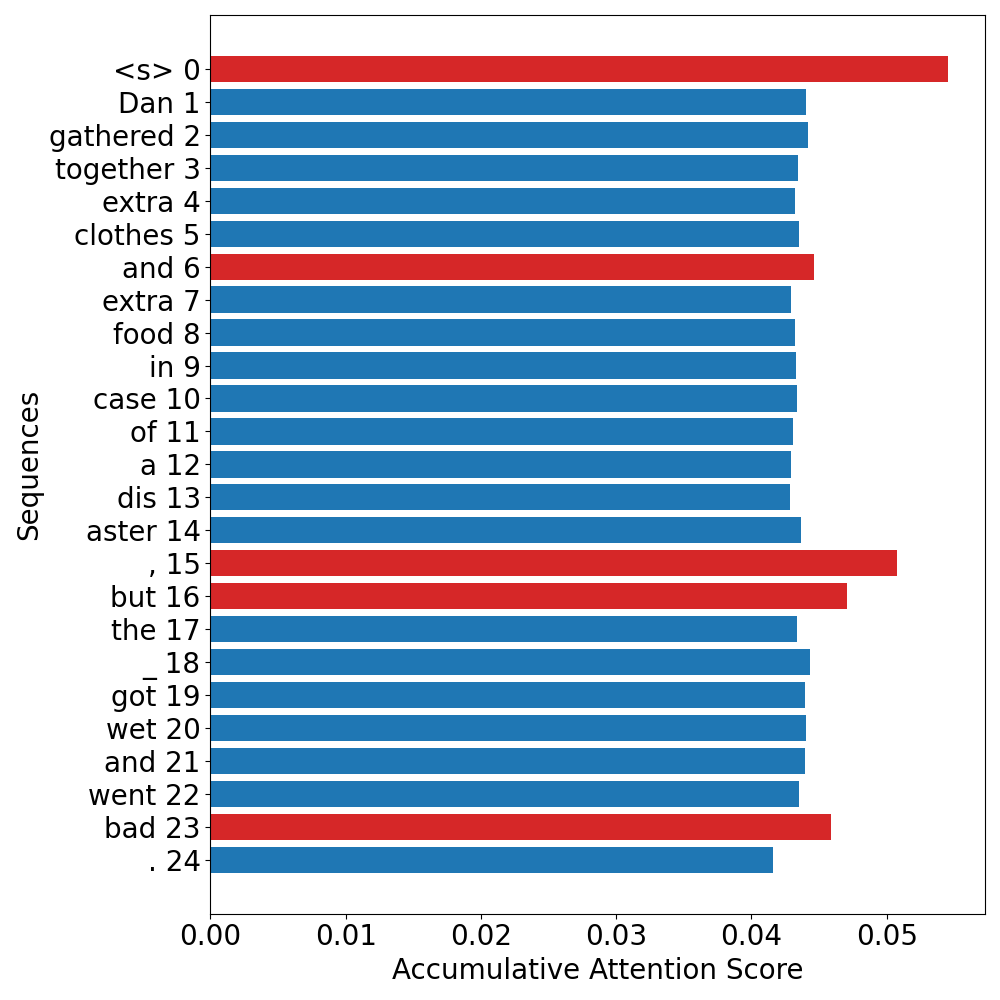 <s> 0
Dan 1
gathered 2
together 3
extra 4
clothes 5
and 6
extra 7
food 8
in 9
case 10
of 11
a 12
dis 13
aster 14
, 15
but 16
the 17
_ 18
got 19
wet 20
and 21
went 22
bad 23
. 24
Sequences
0.00 0.01 0.02 0.03 0.04 0.05
Accumulative Attention Score